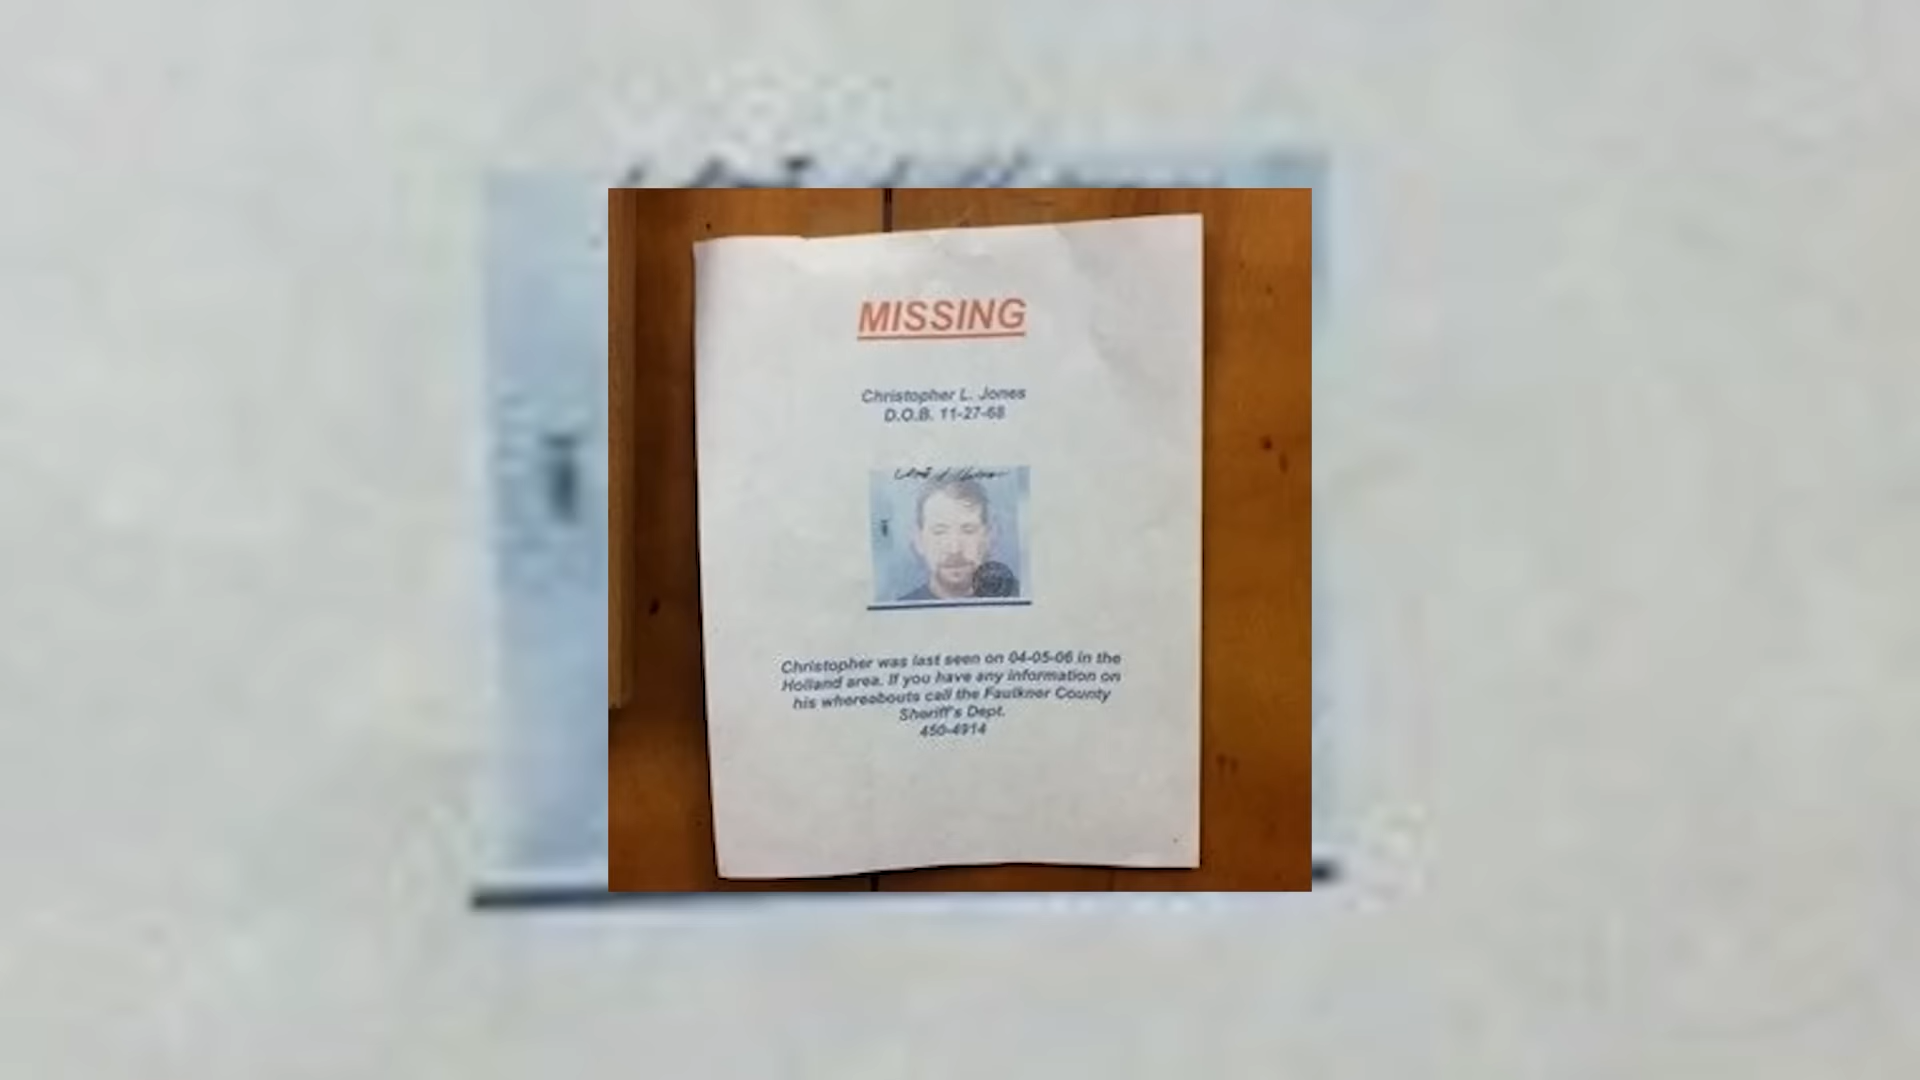 MISSING
Christopher L. Jones
D.O.B. 11-27-68
Christopher was last seen on 04-05-06 in the
Holland area. If you have any information on
his whereabouts call the Faulkner County
Sheriff's Dept.
450-4914